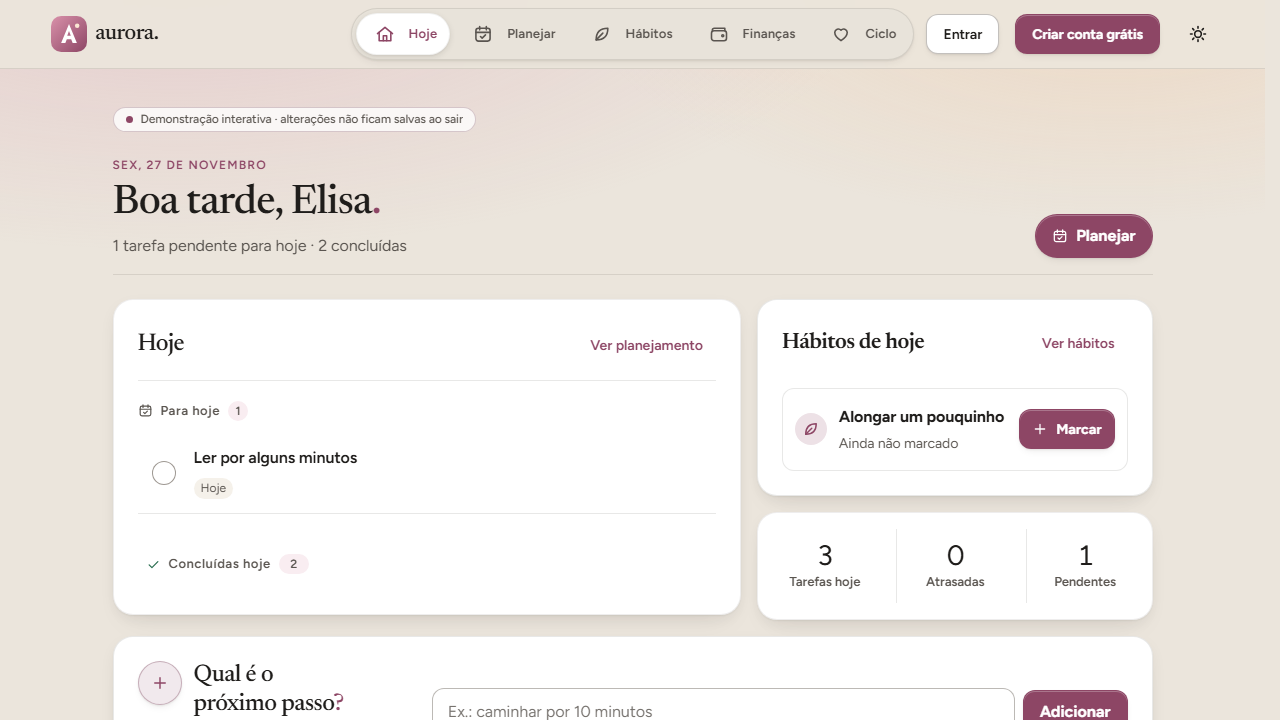 A aurora.
Hoje
Planejar
Hábitos
Finanças
Ciclo
Entrar
Criar conta grátis
Demonstração interativa · alterações não ficam salvas ao sair
SEX, 27 DE NOVEMBRO
Boa tarde, Elisa.
1 tarefa pendente para hoje · 2 concluídas
Planejar
Hoje
Ver planejamento
Para hoje 1
Ler por alguns minutos
Hoje
Concluídas hoje 2
Hábitos de hoje
Ver hábitos
Alongar um pouquinho
Ainda não marcado
Marcar
3
Tarefas hoje
0
Atrasadas
1
Pendentes
Qual é o
próximo passo?
Ex.: caminhar por 10 minutos
Adicionar